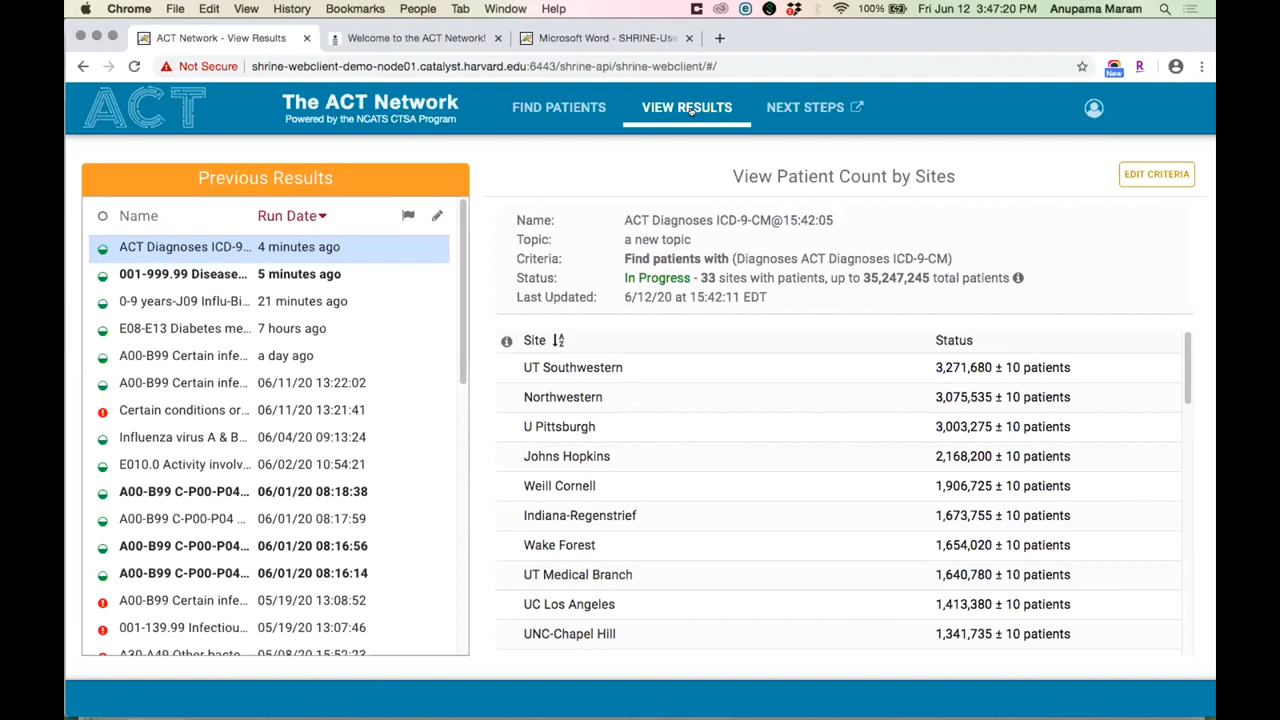 Chrome File Edit View History Bookmarks People Tab Window Help 100% Fri Jun 12 3:47:20 PM Anupama Maram
ACT Network - View Results Welcome to the ACT Network! Microsoft Word - SHRINE-Use
Not Secure shrine-webclient-demo-node01.catalyst.harvard.edu:6443/shrine-api/shrine-webclient/#/ New R
ACT The ACT Network FIND PATIENTS VIEW RESULTS NEXT STEPS
Powered by the NCATS CTSA Program
Previous Results
Name Run Date
ACT Diagnoses ICD-9... 4 minutes ago
001-999.99 Disease... 5 minutes ago
0-9 years-J09 Influ-Bi... 21 minutes ago
E08-E13 Diabetes me... 7 hours ago
A00-B99 Certain infe... a day ago
A00-B99 Certain infe... 06/11/20 13:22:02
Certain conditions or... 06/11/20 13:21:41
Influenza virus A & B... 06/04/20 09:13:24
E010.0 Activity involv... 06/02/20 10:54:21
A00-B99 C-P00-P04... 06/01/20 08:18:38
A00-B99 C-P00-P04 ... 06/01/20 08:17:59
A00-B99 C-P00-P04... 06/01/20 08:16:56
A00-B99 C-P00-P04... 06/01/20 08:16:14
A00-B99 Certain infe... 05/19/20 13:08:52
001-139.99 Infectiou... 05/19/20 13:07:46
A30-A49 Other bacte... 05/08/20 15:52:23
View Patient Count by Sites EDIT CRITERIA
Name: ACT Diagnoses ICD-9-CM@15:42:05
Topic: a new topic
Criteria: Find patients with (Diagnoses ACT Diagnoses ICD-9-CM)
Status: In Progress - 33 sites with patients, up to 35,247,245 total patients
Last Updated: 6/12/20 at 15:42:11 EDT
Site Status
UT Southwestern 3,271,680 ± 10 patients
Northwestern 3,075,535 ± 10 patients
U Pittsburgh 3,003,275 ± 10 patients
Johns Hopkins 2,168,200 ± 10 patients
Weill Cornell 1,906,725 ± 10 patients
Indiana-Regenstrief 1,673,755 ± 10 patients
Wake Forest 1,654,020 ± 10 patients
UT Medical Branch 1,640,780 ± 10 patients
UC Los Angeles 1,413,380 ± 10 patients
UNC-Chapel Hill 1,341,735 ± 10 patients